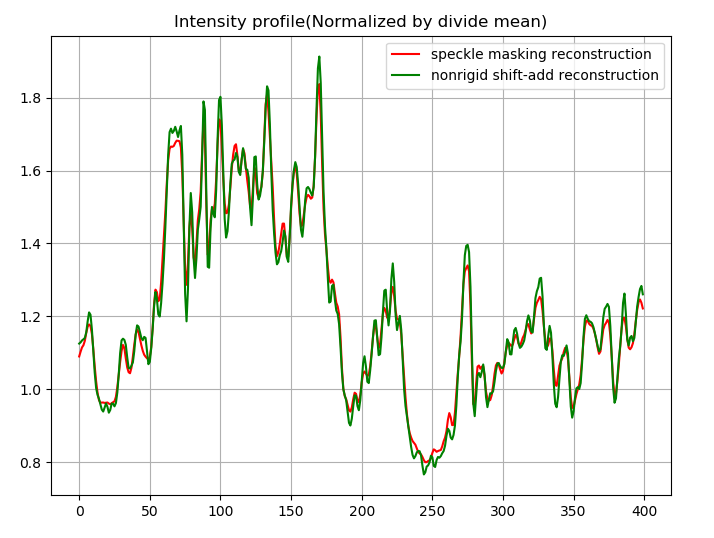 Intensity profile(Normalized by divide mean)
speckle masking reconstruction
nonrigid shift-add reconstruction
1.8
1.6
1.4
1.2
1.0
0.8
0 50 100 150 200 250 300 350 400